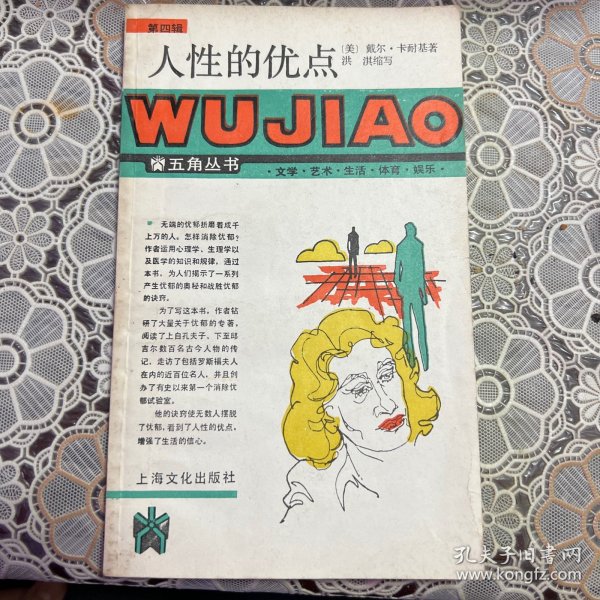 第四辑
人性的优点
〔美〕戴尔·卡耐基著
洪 淇缩写
WUJIAO
五角丛书
·文学·艺术·生活·体育·娱乐·
无端的忧郁折磨着成千
上万的人。怎样消除忧郁？
作者运用心理学、生理学以
及医学的知识和规律，通过
本书，为人们揭示了一系列
产生忧郁的奥秘和战胜忧郁
的诀窍。
为了写这本书，作者钻
研了大量关于忧郁的专著，
阅读了上自孔夫子、下至邱
吉尔数百名古今人物的传
记，走访了包括罗斯福夫人
在内的近百位名人，并且创
办了有史以来第一个消除忧
郁试验室。
他的诀窍使无数人摆脱
了忧郁，看到了人性的优点，
增强了生活的信心。
上海文化出版社
孔夫子旧书网
www.kongfz.com